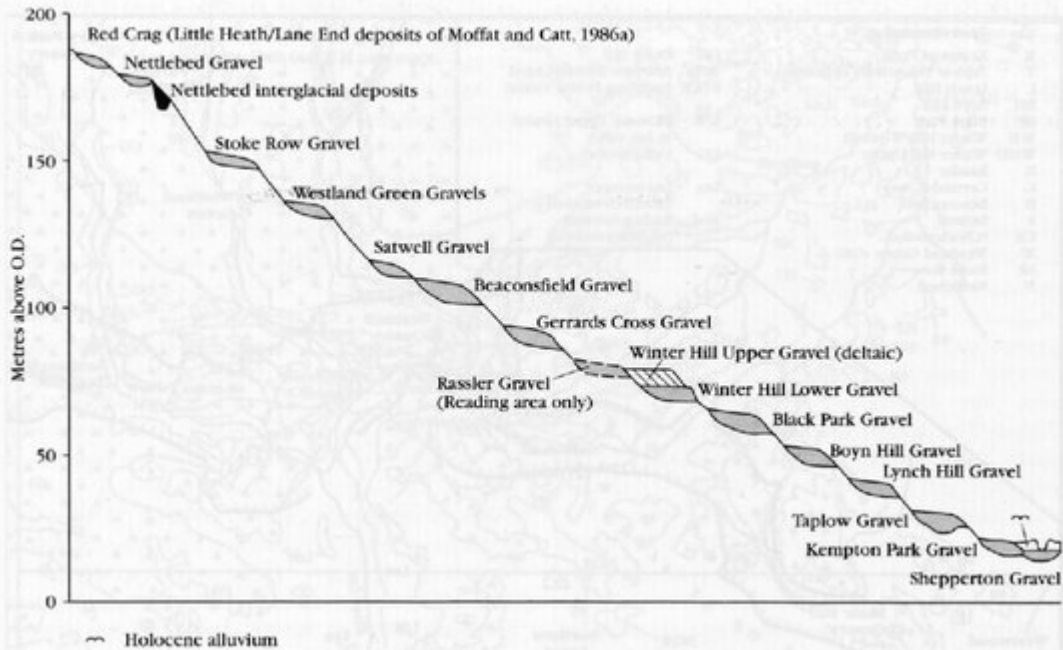 200
Red Crag (Little Heath/Lane End deposits of Moffat and Catt, 1986a)
Nettlebed Gravel
Nettlebed interglacial deposits
150
Stoke Row Gravel
Westland Green Gravels
Satwell Gravel
Beaconsfield Gravel
Metres above O.D.
100
Gerrards Cross Gravel
Winter Hill Upper Gravel (deltaic)
Rassler Gravel
(Reading area only)
Winter Hill Lower Gravel
Black Park Gravel
50
Boyn Hill Gravel
Lynch Hill Gravel
Taplow Gravel
Kempton Park Gravel
Shepperton Gravel
0
Holocene alluvium